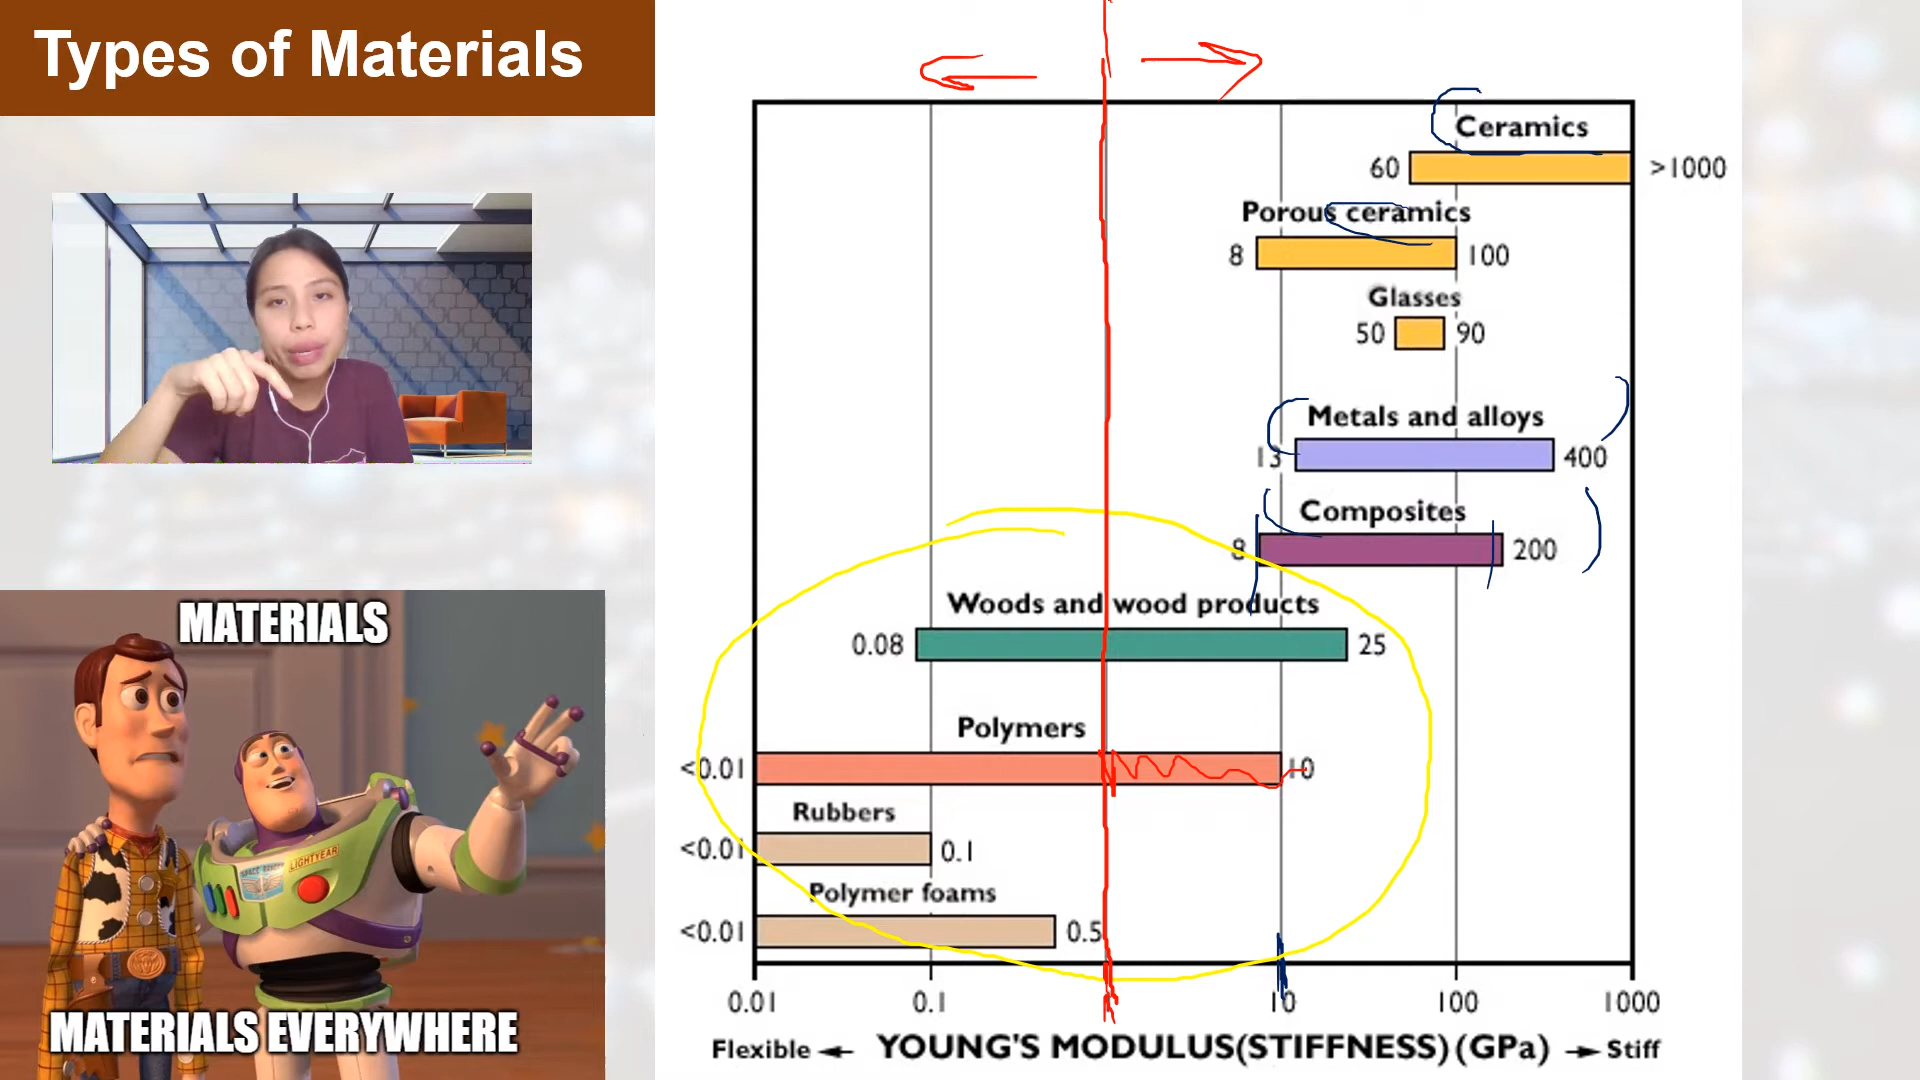 Types of Materials
Ceramics
60 >1000
Porous ceramics
8 100
Glasses
50 90
Metals and alloys
13 400
Composites
8 200
Woods and wood products
0.08 25
Polymers
<0.01 10
Rubbers
<0.01 0.1
Polymer foams
<0.01 0.5
0.01 0.1 10 100 1000
Flexible ← YOUNG'S MODULUS(STIFFNESS)(GPa) → Stiff
MATERIALS
SPACE RANGER
LIGHTYEAR
MATERIALS EVERYWHERE